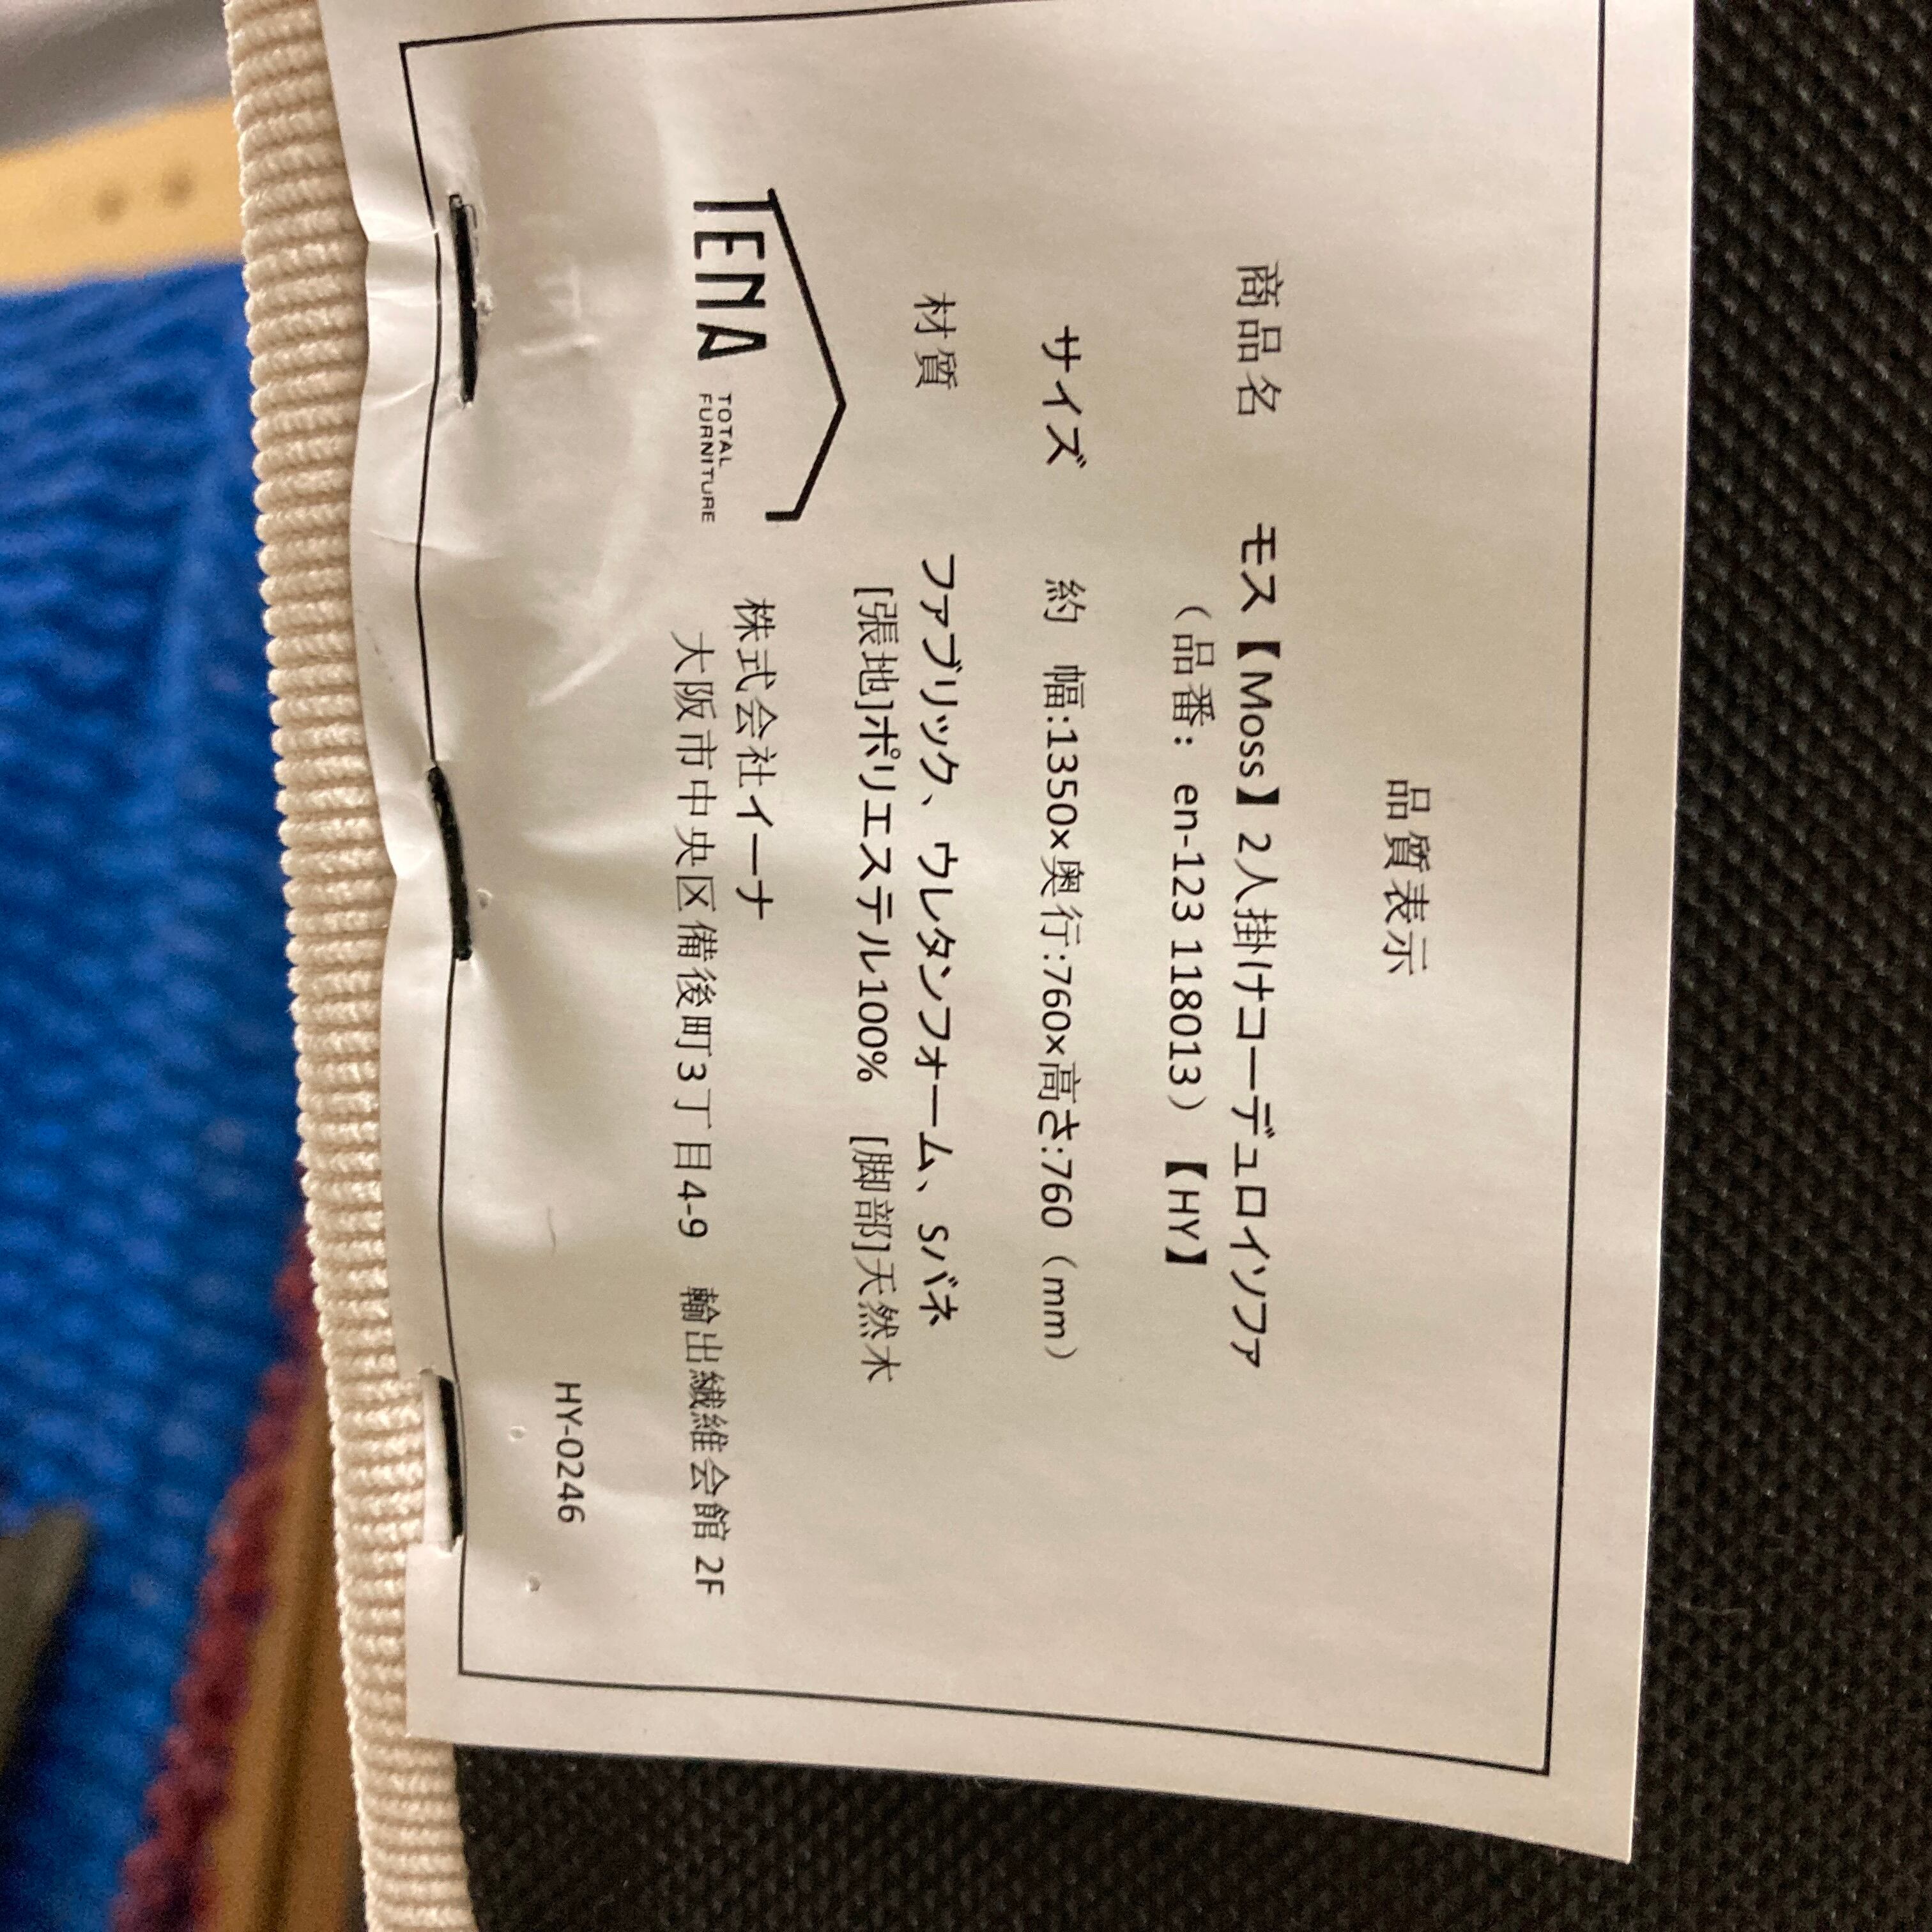 品質表示
商品名 モス【Moss】2人掛けコーデュロイソファ
（品番：en-123 118013）【HY】
サイズ 約 幅:1350×奥行:760×高さ:760（mm）
材質 ファブリック、ウレタンフォーム、Sバネ
[張地]ポリエステル100% [脚部]天然木
ENA
TOTAL
FURNITURE
株式会社イーナ
大阪市中央区備後町3丁目4-9 輸出繊維会館 2F
HY-02246